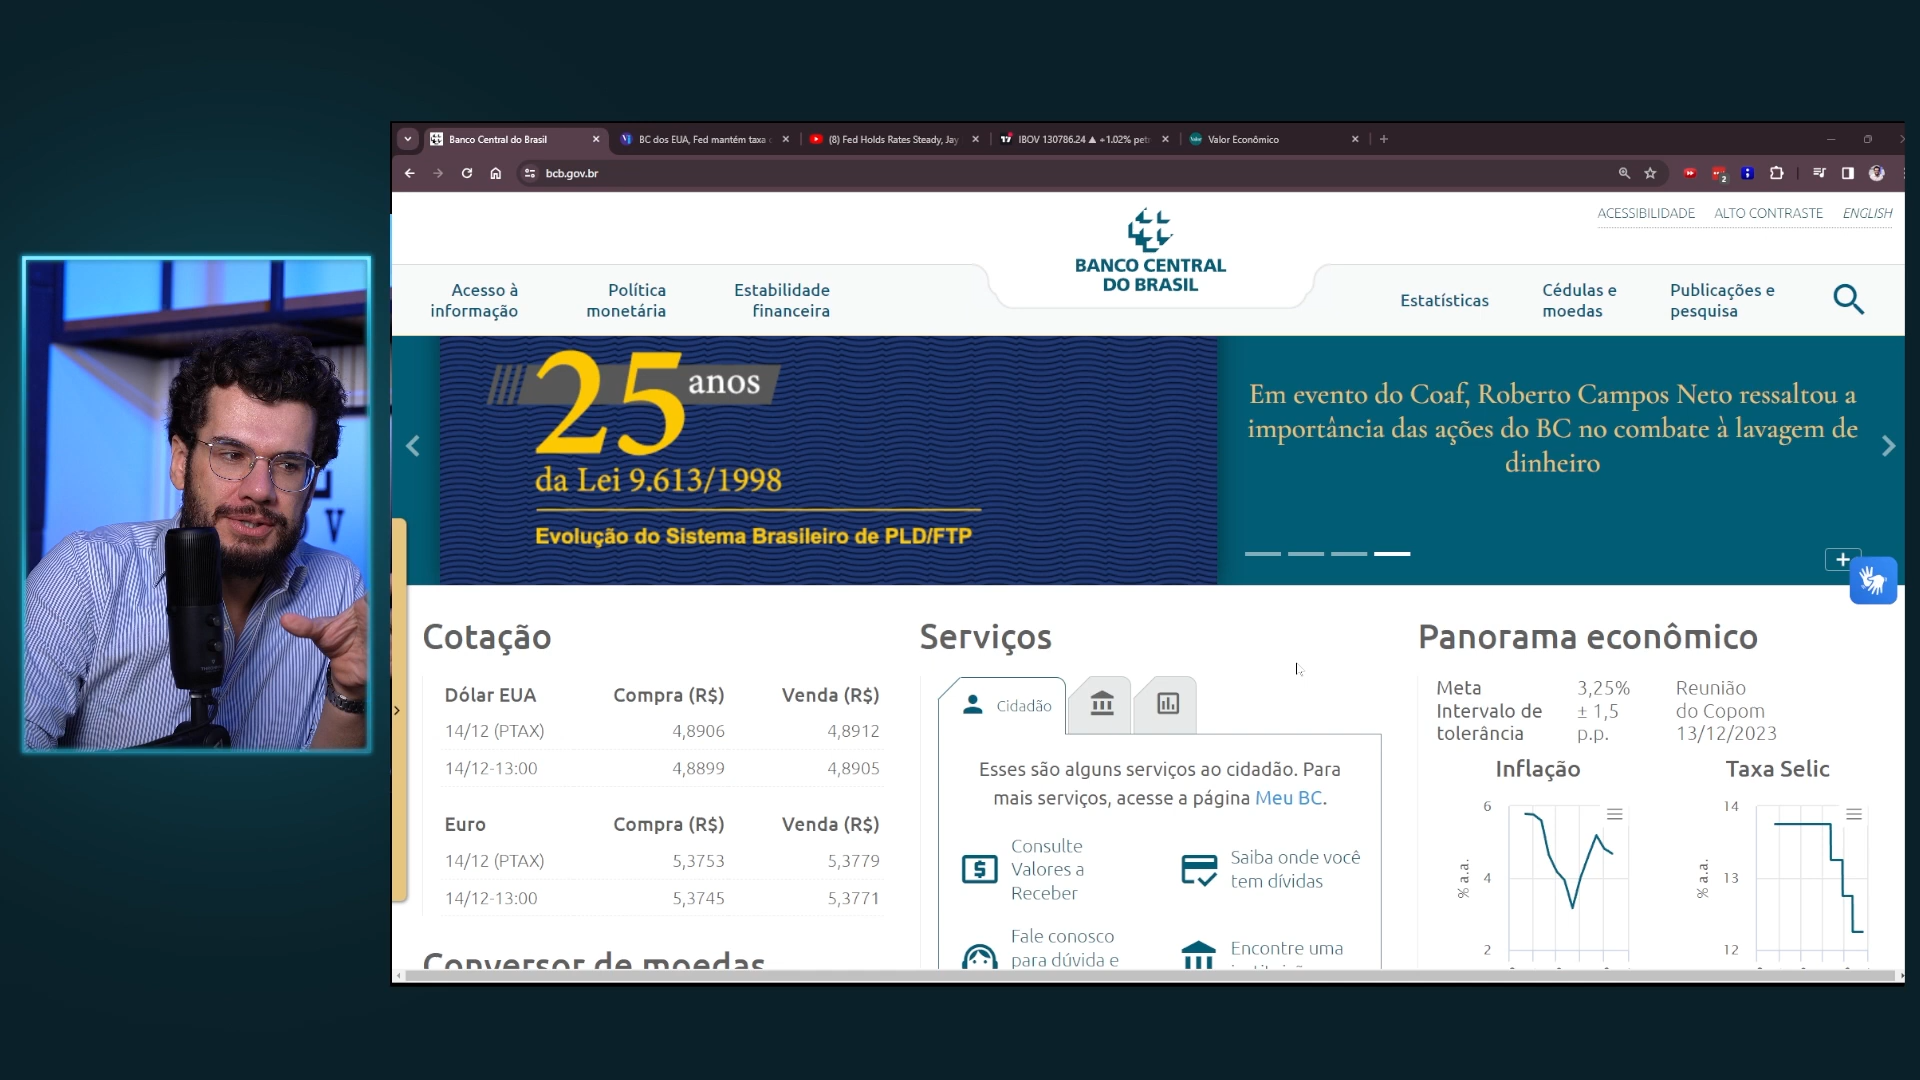 Banco Central do Brasil
BC dos EUA, Fed mantém taxa
(8) Fed Holds Rates Steady, Jay
IBOV 130786.24 ▲ +1.02% petr
Valor Econômico
bcb.gov.br
2
ACESSIBILIDADE ALTO CONTRASTE ENGLISH
BANCO CENTRAL
DO BRASIL
Acesso à
informação
Política
monetária
Estabilidade
financeira
Estatísticas
Cédulas e
moedas
Publicações e
pesquisa
25 anos
da Lei 9.613/1998
Evolução do Sistema Brasileiro de PLD/FTP
Em evento do Coaf, Roberto Campos Neto ressaltou a
importância das ações do BC no combate à lavagem de
dinheiro
Cotação
Dólar EUA Compra (R$) Venda (R$)
14/12 (PTAX) 4,8906 4,8912
14/12-13:00 4,8899 4,8905
Euro Compra (R$) Venda (R$)
14/12 (PTAX) 5,3753 5,3779
14/12-13:00 5,3745 5,3771
Conversor de moedas
Serviços
Cidadão
Esses são alguns serviços ao cidadão. Para
mais serviços, acesse a página Meu BC.
Consulte
Valores a
Receber
Saiba onde você
tem dívidas
Fale conosco
para dúvida e
Encontre uma
Panorama econômico
Meta 3,25%
Intervalo de ± 1,5
tolerância p.p.
Reunião
do Copom
13/12/2023
Inflação
6
4
2
% a.a.
Taxa Selic
14
13
12
% a.a.